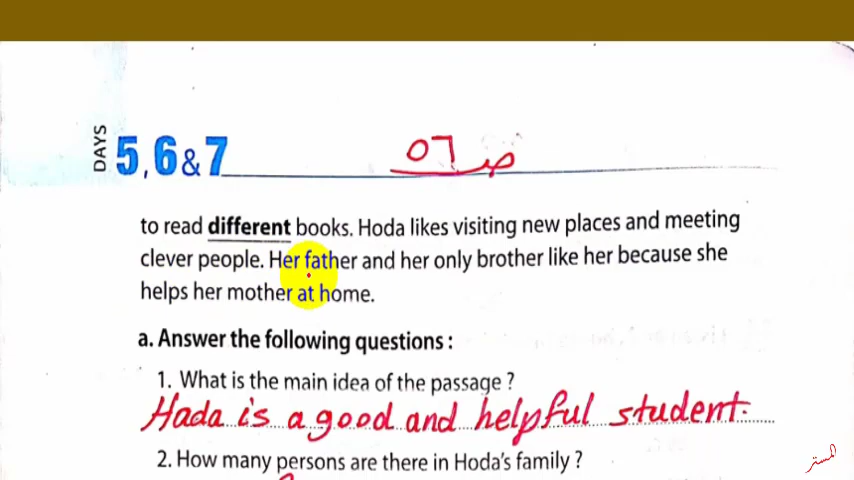 DAYS
5,6&7
ص ٥٦
to read different books. Hoda likes visiting new places and meeting
clever people. Her father and her only brother like her because she
helps her mother at home.
a. Answer the following questions :
1. What is the main idea of the passage ?
Hada is a good and helpful student.
2. How many persons are there in Hoda's family ?
المستر